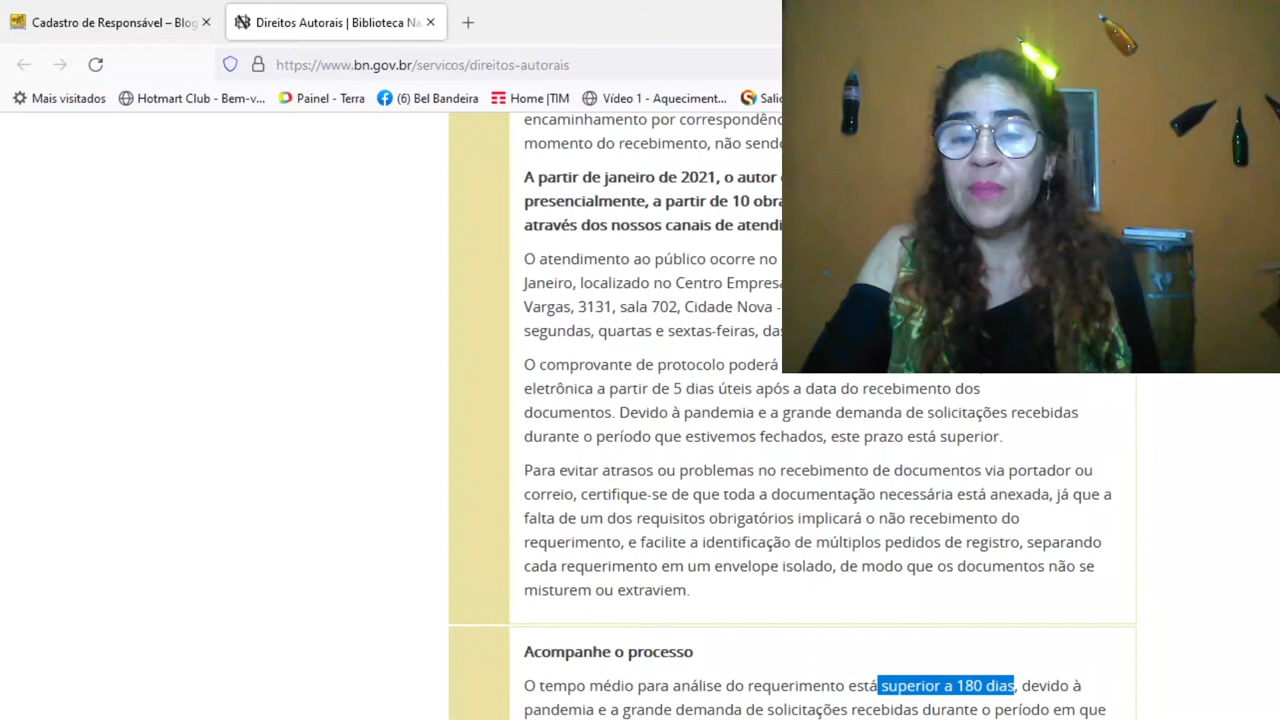 Cadastro de Responsável – Blog
Direitos Autorais | Biblioteca Na
https://www.bn.gov.br/servicos/direitos-autorais
Mais visitados
Hotmart Club - Bem-v...
Painel - Terra
(6) Bel Bandeira
Home |TIM
Vídeo 1 - Aqueciment...
Salic
encaminhamento por correspondênc
momento do recebimento, não send
A partir de janeiro de 2021, o autor
presencialmente, a partir de 10 obra
através dos nossos canais de atendi
O atendimento ao público ocorre no
Janeiro, localizado no Centro Empresa
Vargas, 3131, sala 702, Cidade Nova -
segundas, quartas e sextas-feiras, das
O comprovante de protocolo poderá
eletrônica a partir de 5 dias úteis após a data do recebimento dos
documentos. Devido à pandemia e a grande demanda de solicitações recebidas
durante o período que estivemos fechados, este prazo está superior.
Para evitar atrasos ou problemas no recebimento de documentos via portador ou
correio, certifique-se de que toda a documentação necessária está anexada, já que a
falta de um dos requisitos obrigatórios implicará o não recebimento do
requerimento, e facilite a identificação de múltiplos pedidos de registro, separando
cada requerimento em um envelope isolado, de modo que os documentos não se
misturem ou extraviem.
Acompanhe o processo
O tempo médio para análise do requerimento está superior a 180 dias, devido à
pandemia e a grande demanda de solicitações recebidas durante o período em que